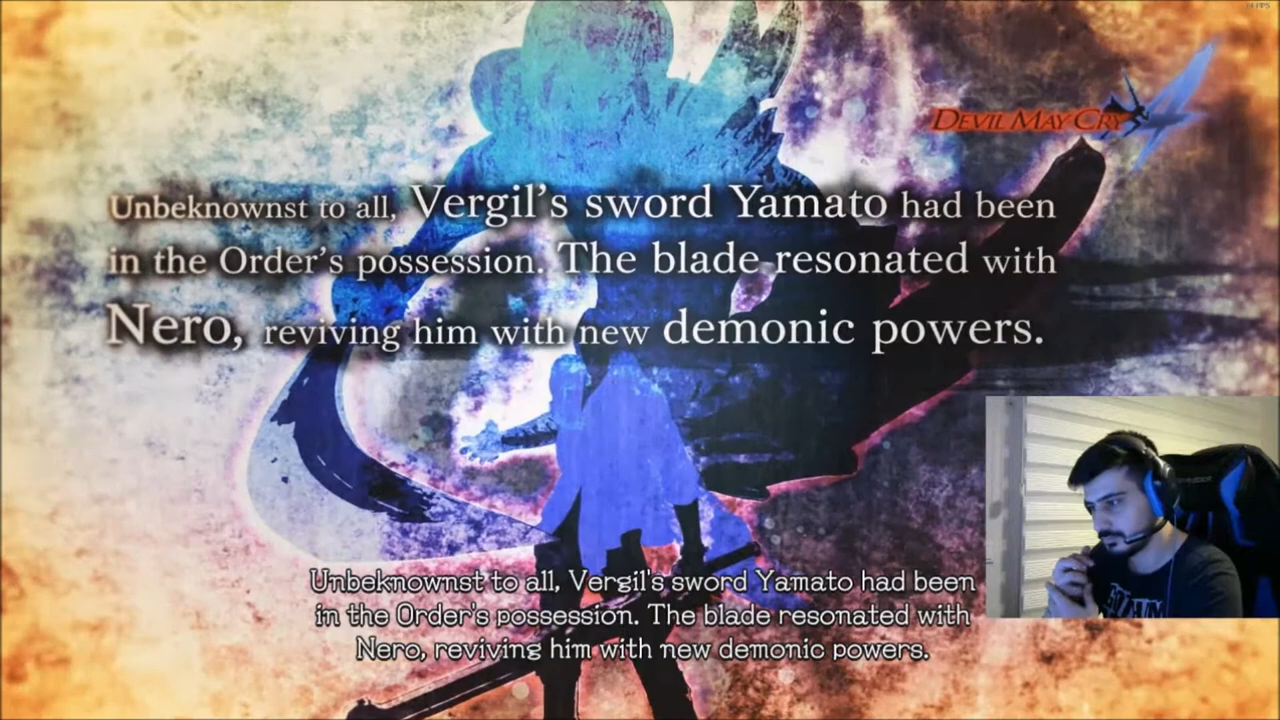 DEVIL MAY CRY 4
Unbeknownst to all, Vergil's sword Yamato had been
in the Order's possession. The blade resonated with
Nero, reviving him with new demonic powers.
Unbeknownst to all, Vergil's sword Yamato had been
in the Order's possession. The blade resonated with
Nero, reviving him with new demonic powers.